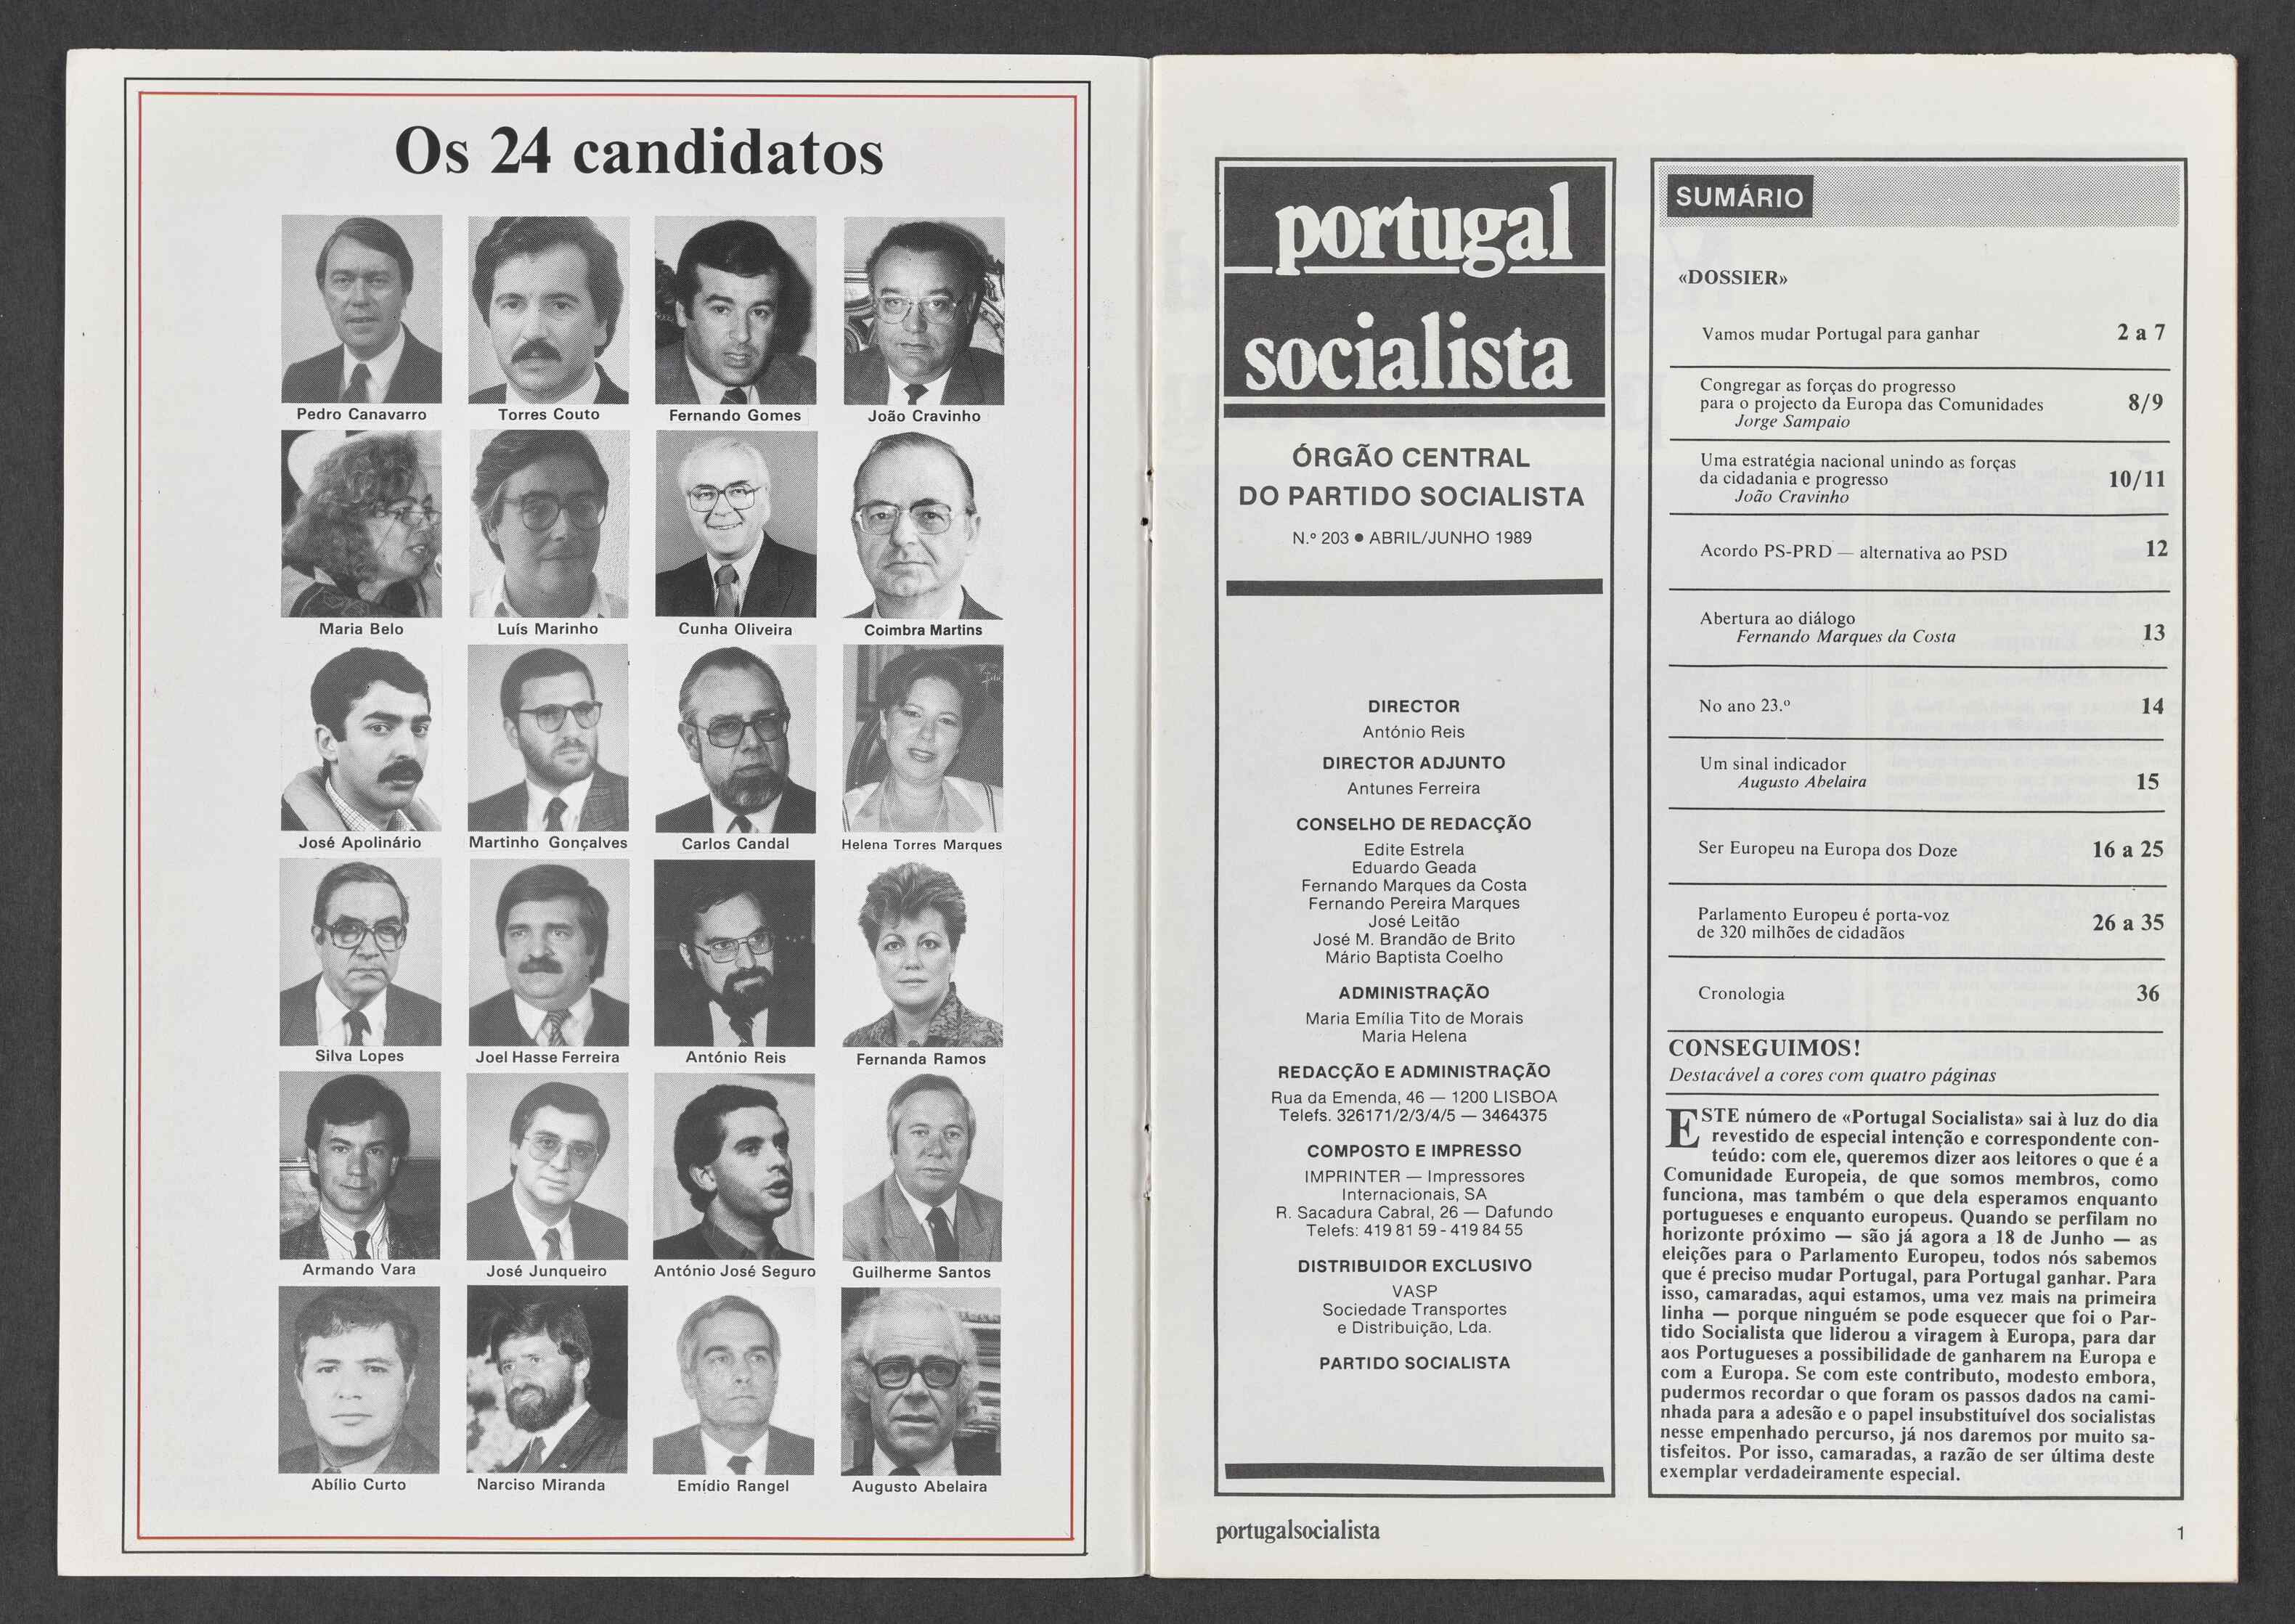 Os 24 candidatos
Pedro Canavarro
Torres Couto
Fernando Gomes
João Cravinho
Maria Belo
Luís Marinho
Cunha Oliveira
Coimbra Martins
José Apolinário
Martinho Gonçalves
Carlos Candal
Helena Torres Marques
Silva Lopes
Joel Hasse Ferreira
António Reis
Fernanda Ramos
Armando Vara
José Junqueiro
António José Seguro
Guilherme Santos
Abílio Curto
Narciso Miranda
Emídio Rangel
Augusto Abelaira
portugal
socialista
ÓRGÃO CENTRAL
DO PARTIDO SOCIALISTA
N.º 203 ● ABRIL/JUNHO 1989
DIRECTOR
António Reis
DIRECTOR ADJUNTO
Antunes Ferreira
CONSELHO DE REDACÇÃO
Edite Estrela
Eduardo Geada
Fernando Marques da Costa
Fernando Pereira Marques
José Leitão
José M. Brandão de Brito
Mário Baptista Coelho
ADMINISTRAÇÃO
Maria Emília Tito de Morais
Maria Helena
REDACÇÃO E ADMINISTRAÇÃO
Rua da Emenda, 46 — 1200 LISBOA
Telefs. 326171/2/3/4/5 — 3464375
COMPOSTO E IMPRESSO
IMPRINTER — Impressores
Internacionais, SA
R. Sacadura Cabral, 26 — Dafundo
Telefs: 419 81 59 - 419 84 55
DISTRIBUIDOR EXCLUSIVO
VASP
Sociedade Transportes
e Distribuição, Lda.
PARTIDO SOCIALISTA
SUMÁRIO
«DOSSIER»
Vamos mudar Portugal para ganhar 2 a 7
Congregar as forças do progresso
para o projecto da Europa das Comunidades 8/9
Jorge Sampaio
Uma estratégia nacional unindo as forças
da cidadania e progresso 10/11
João Cravinho
Acordo PS-PRD — alternativa ao PSD 12
Abertura ao diálogo
Fernando Marques da Costa 13
No ano 23.º 14
Um sinal indicador
Augusto Abelaira 15
Ser Europeu na Europa dos Doze 16 a 25
Parlamento Europeu é porta-voz
de 320 milhões de cidadãos 26 a 35
Cronologia 36
CONSEGUIMOS!
Destacável a cores com quatro páginas
ESTE número de «Portugal Socialista» sai à luz do dia
revestido de especial intenção e correspondente con-
teúdo: com ele, queremos dizer aos leitores o que é a
Comunidade Europeia, de que somos membros, como
funciona, mas também o que dela esperamos enquanto
portugueses e enquanto europeus. Quando se perfilam no
horizonte próximo — são já agora a 18 de Junho — as
eleições para o Parlamento Europeu, todos nós sabemos
que é preciso mudar Portugal, para Portugal ganhar. Para
isso, camaradas, aqui estamos, uma vez mais na primeira
linha — porque ninguém se pode esquecer que foi o Par-
tido Socialista que liderou a viragem à Europa, para dar
aos Portugueses a possibilidade de ganharem na Europa e
com a Europa. Se com este contributo, modesto embora,
pudermos recordar o que foram os passos dados na cami-
nhada para a adesão e o papel insubstituível dos socialistas
nesse empenhado percurso, já nos daremos por muito sa-
tisfeitos. Por isso, camaradas, a razão de ser última deste
exemplar verdadeiramente especial.
portugalsocialista
1